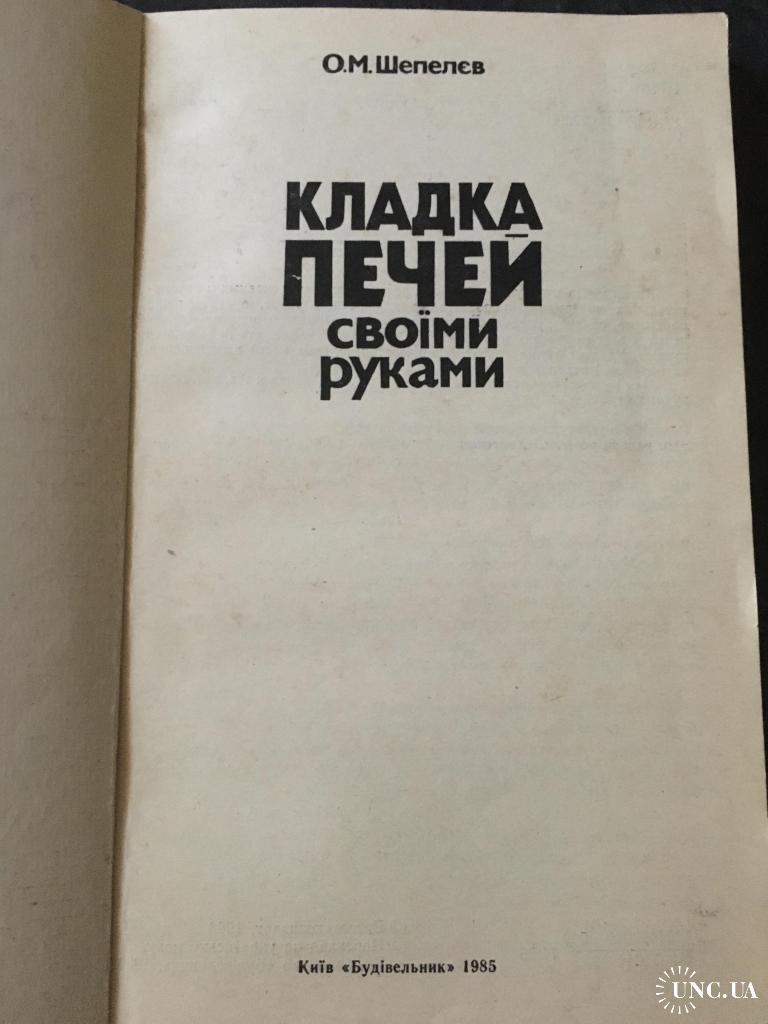 О.М.Шепелєв
КЛАДКА
ПЕЧЕЙ
своїми
руками
Київ «Будівельник» 1985
UNC.UA